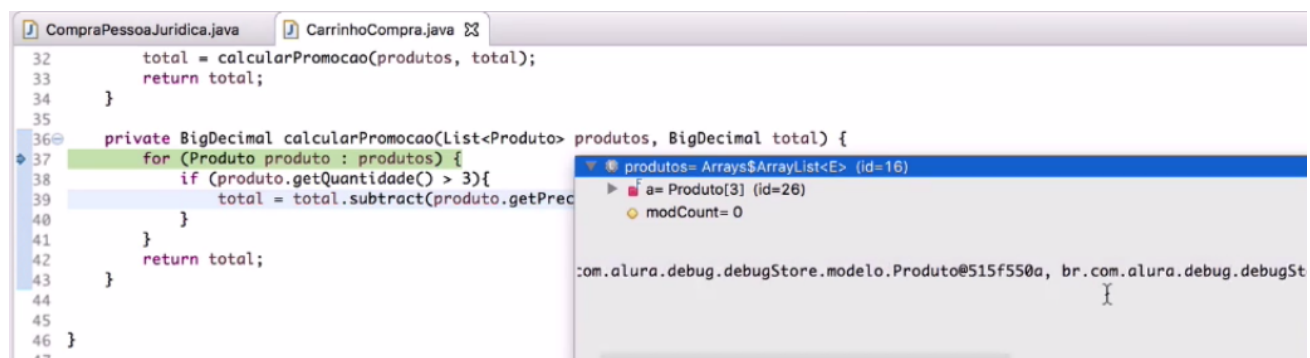 CompraPessoaJuridica.java CarrinhoCompra.java
32 total = calcularPromocao(produtos, total);
33 return total;
34 }
35
36 private BigDecimal calcularPromocao(List<Produto> produtos, BigDecimal total) {
37 for (Produto produto : produtos) {
38 if (produto.getQuantidade() > 3){
39 total = total.subtract(produto.getPrec
40 }
41 }
42 return total;
43 }
44
45
46 }
produtos= Arrays$ArrayList<E> (id=16)
a= Produto[3] (id=26)
modCount= 0
com.alura.debug.debugStore.modelo.Produto@515f550a, br.com.alura.debug.debugSt